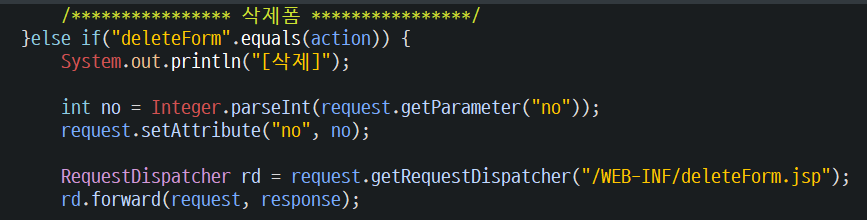 /**************** 삭제폼 ****************/
}else if("deleteForm".equals(action)) {
System.out.println("[삭제]");
int no = Integer.parseInt(request.getParameter("no"));
request.setAttribute("no", no);
RequestDispatcher rd = request.getRequestDispatcher("/WEB-INF/deleteForm.jsp");
rd.forward(request, response);